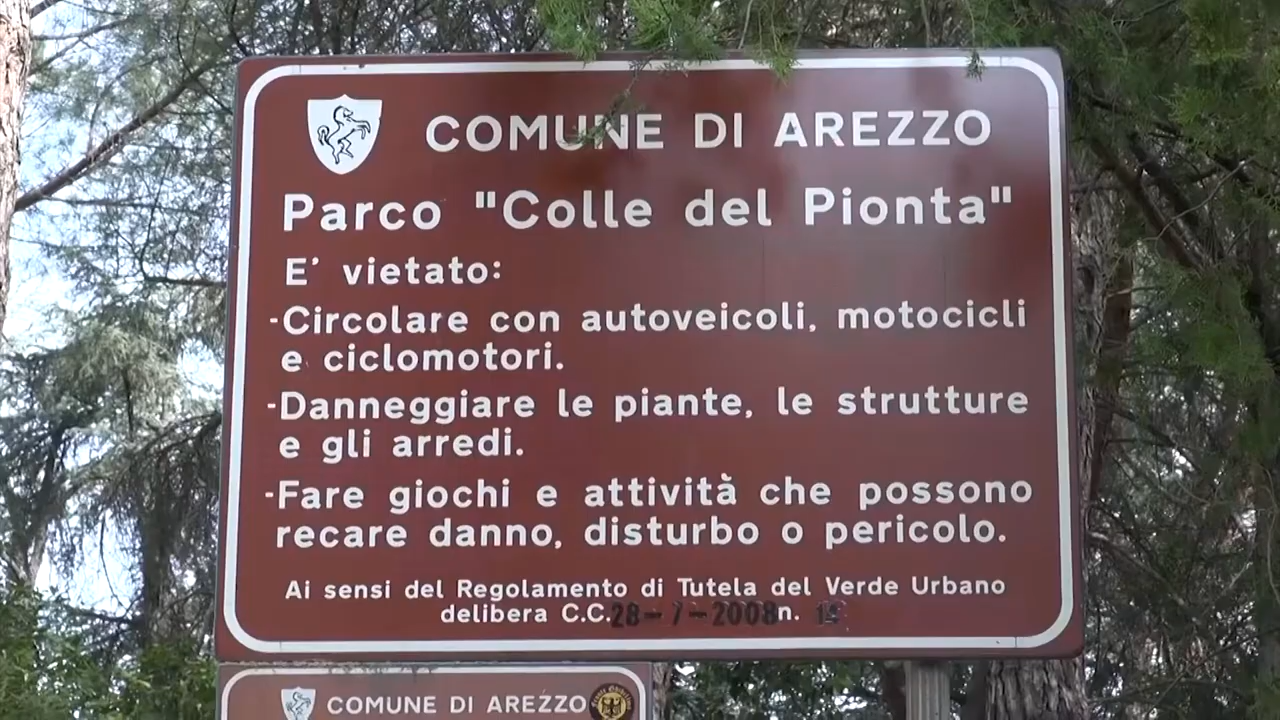 COMUNE DI AREZZO
Parco "Colle del Pionta"
E' vietato:
-Circolare con autoveicoli, motocicli
e ciclomotori.
-Danneggiare le piante, le strutture
e gli arredi.
-Fare giochi e attività che possono
recare danno, disturbo o pericolo.
Ai sensi del Regolamento di Tutela del Verde Urbano
delibera C.C.28-7-2008n.
COMUNE DI AREZZO